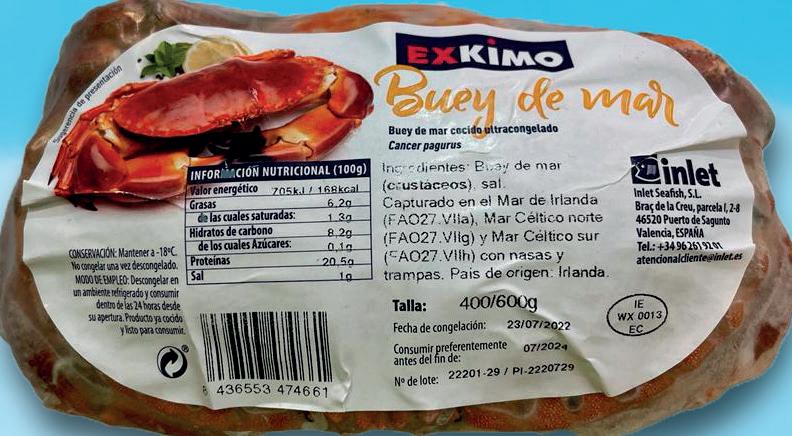 Sugerencia de presentación
EXKIMO
Buey de mar
Buey de mar cocido ultracongelado
Cancer pagurus
INFORMACIÓN NUTRICIONAL (100g)
Valor energético 705kJ / 168kcal
Grasas 6,2g
de las cuales saturadas: 1,3g
Hidratos de carbono 8,2g
de los cuales Azúcares: 0,1g
Proteínas 20,5g
Sal 1g
Ingredientes: Buey de mar
(crustáceos), sal.
Capturado en el Mar de Irlanda
(FAO27.VIIa), Mar Céltico norte
(FAO27.VIIg) y Mar Céltico sur
(FAO27.VIIh) con nasas y
trampas. País de origen: Irlanda.
inlet
Inlet Seafish, S.L.
Braç de la Creu, parcela I, 2-8
46520 Puerto de Sagunto
Valencia, ESPAÑA
Tel.: +34 96 261 92 01
atencionalcliente@inlet.es
CONSERVACIÓN: Mantener a -18ºC.
No congelar una vez descongelado.
MODO DE EMPLEO: Descongelar en
un ambiente refrigerado y consumir
dentro de las 24 horas desde
su apertura. Producto ya cocido
y listo para consumir.
8 436553 474661
Talla: 400/600g
Fecha de congelación: 23/07/2022
Consumir preferentemente
antes del fin de: 07/2024
Nº de lote: 22201-29 / PI-2220729
IE
WX 0013
EC